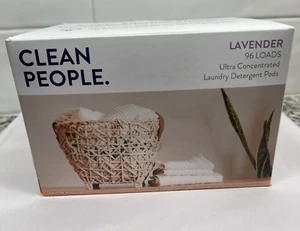 CLEAN
PEOPLE.
LAVENDER
96 LOADS
Ultra Concentrated
Laundry Detergent Pods